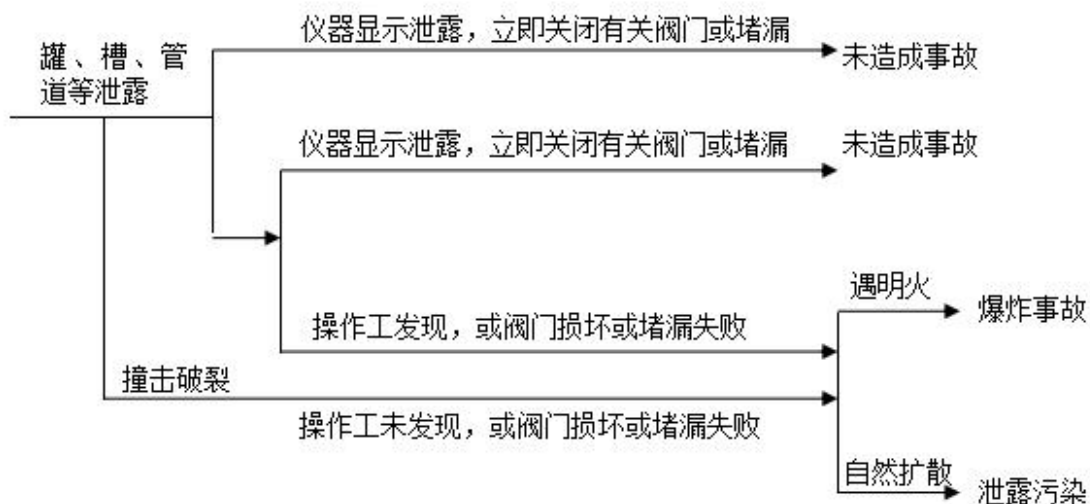 仪器显示泄露，立即关闭有关阀门或堵漏
未造成事故
罐、槽、管
道等泄露
仪器显示泄露，立即关闭有关阀门或堵漏
未造成事故
遇明火
爆炸事故
操作工发现，或阀门损坏或堵漏失败
撞击破裂
操作工未发现，或阀门损坏或堵漏失败
自然扩散
泄露污染